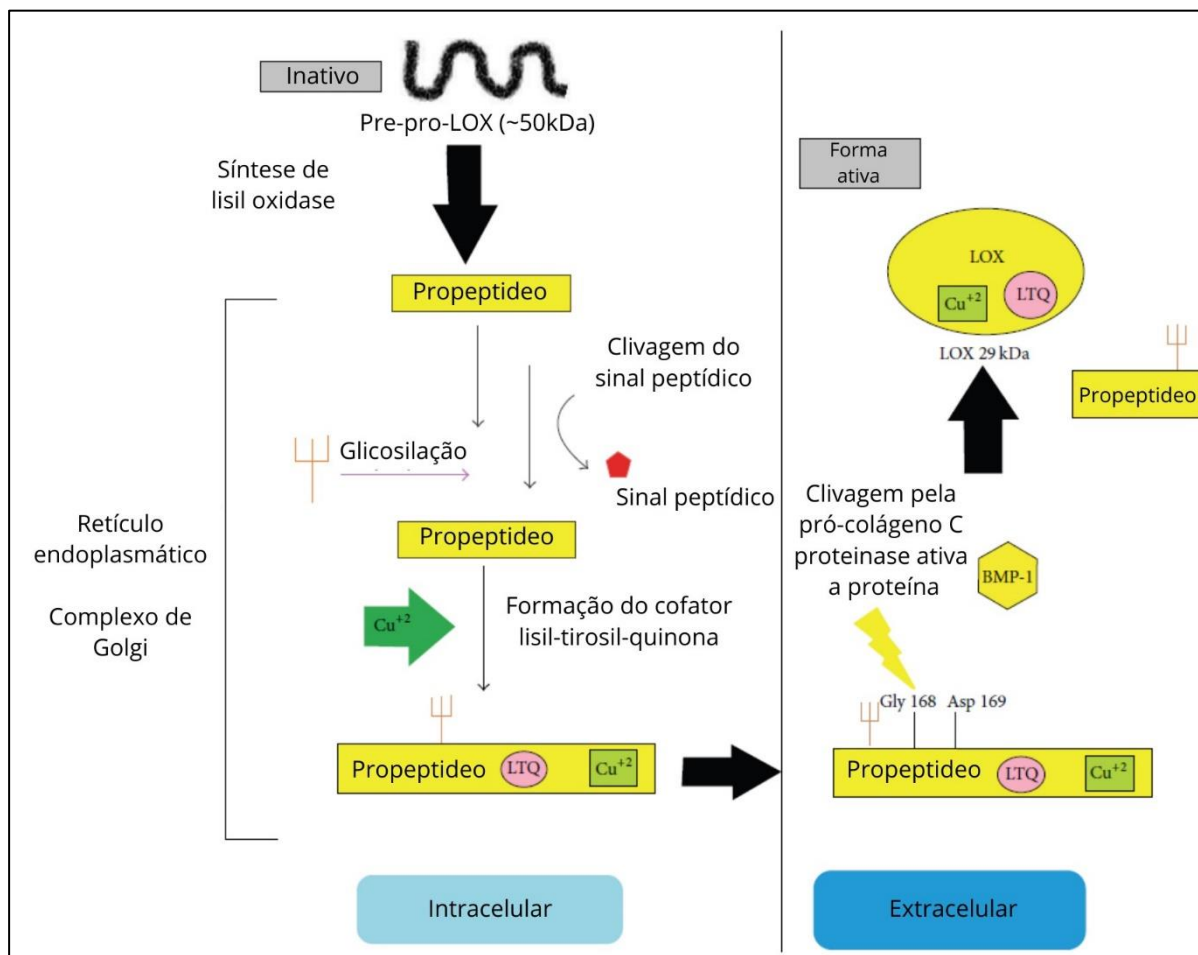 Inativo
Pre-pro-LOX (~50kDa)
Síntese de
lisil oxidase
Propeptideo
Clivagem do
sinal peptídico
Glicosilação
Sinal peptídico
Retículo
endoplasmático
Complexo de
Golgi
Propeptideo
Cu+2
Formação do cofator
lisil-tirosil-quinona
Propeptideo LTQ Cu+2
Intracelular
Forma
ativa
LOX
Cu+2 LTQ
LOX 29 kDa
Propeptideo
Clivagem pela
pró-colágeno C
proteinase ativa
a proteína
BMP-1
Gly 168 Asp 169
Propeptideo LTQ Cu+2
Extracelular